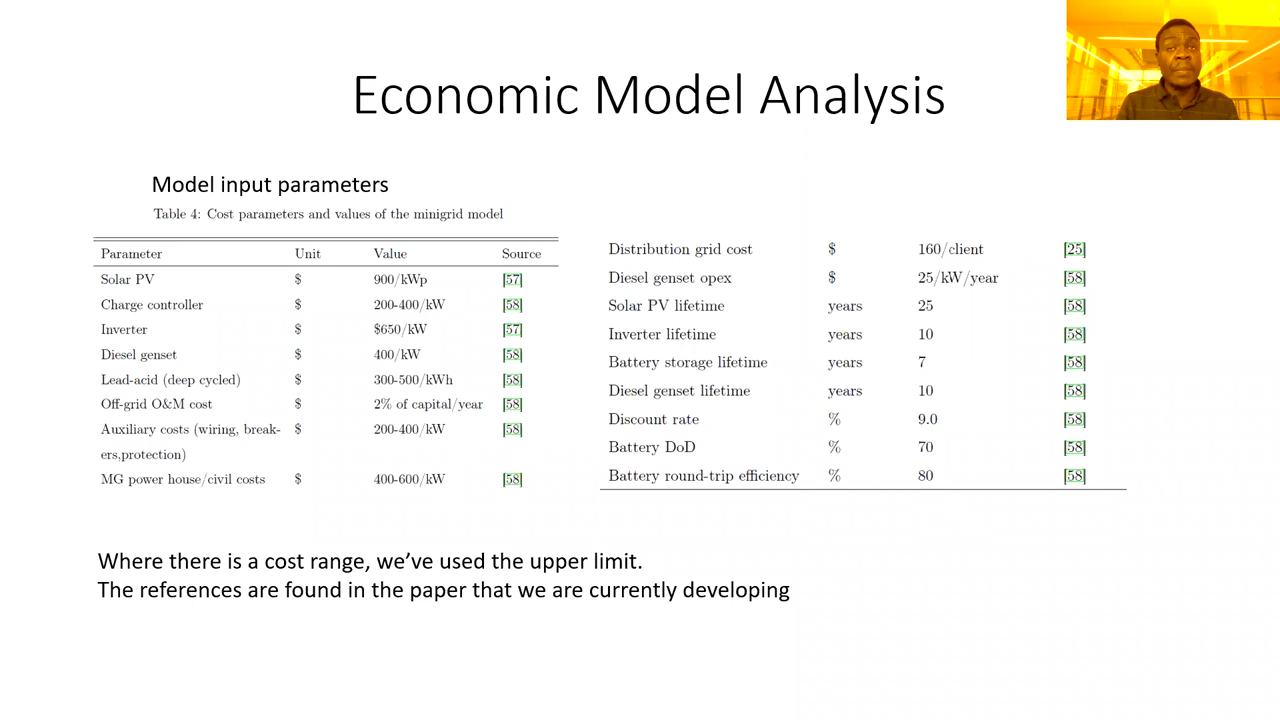 Economic Model Analysis
Model input parameters
Table 4: Cost parameters and values of the minigrid model
Parameter Unit Value Source
Solar PV $ 900/kWp [57]
Charge controller $ 200-400/kW [58]
Inverter $ $650/kW [57]
Diesel genset $ 400/kW [58]
Lead-acid (deep cycled) $ 300-500/kWh [58]
Off-grid O&M cost $ 2% of capital/year [58]
Auxiliary costs (wiring, break- $ 200-400/kW [58]
ers,protection)
MG power house/civil costs $ 400-600/kW [58]
Distribution grid cost $ 160/client [25]
Diesel genset opex $ 25/kW/year [58]
Solar PV lifetime years 25 [58]
Inverter lifetime years 10 [58]
Battery storage lifetime years 7 [58]
Diesel genset lifetime years 10 [58]
Discount rate % 9.0 [58]
Battery DoD % 70 [58]
Battery round-trip efficiency % 80 [58]
Where there is a cost range, we’ve used the upper limit.
The references are found in the paper that we are currently developing